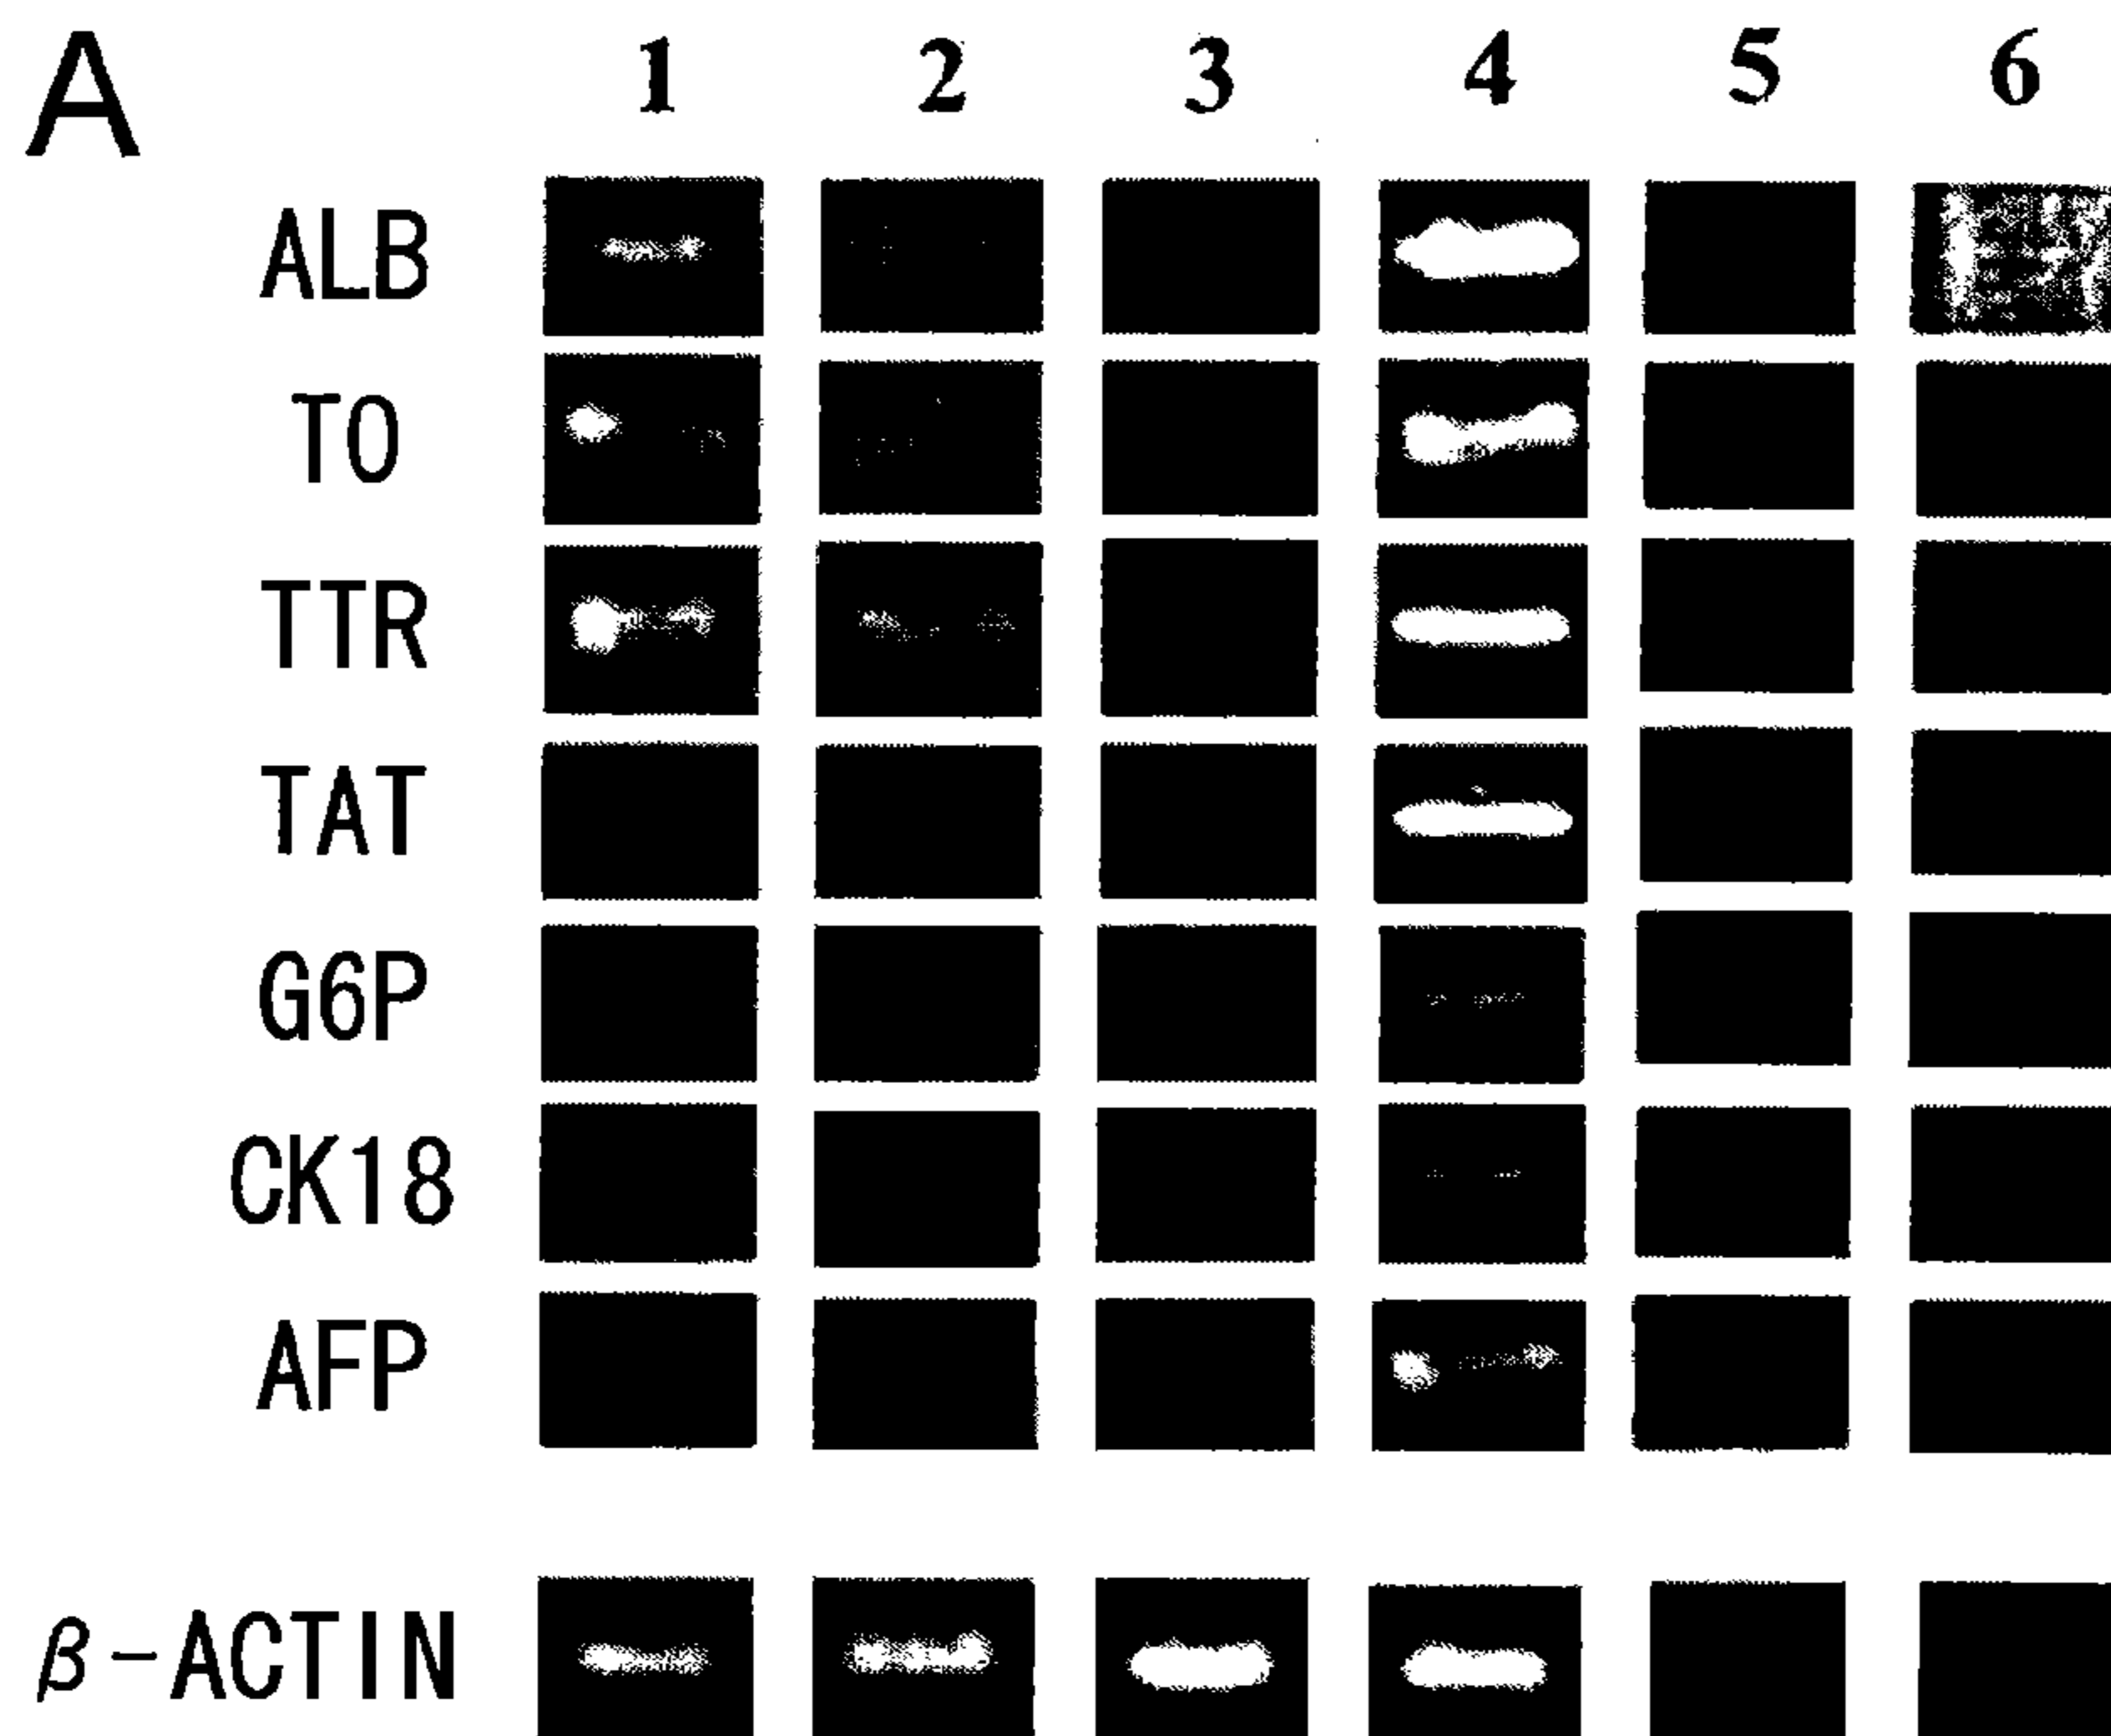 A 1 2 3 4 5 6
ALB
TO
TTR
TAT
G6P
CK18
AFP
β-ACTIN